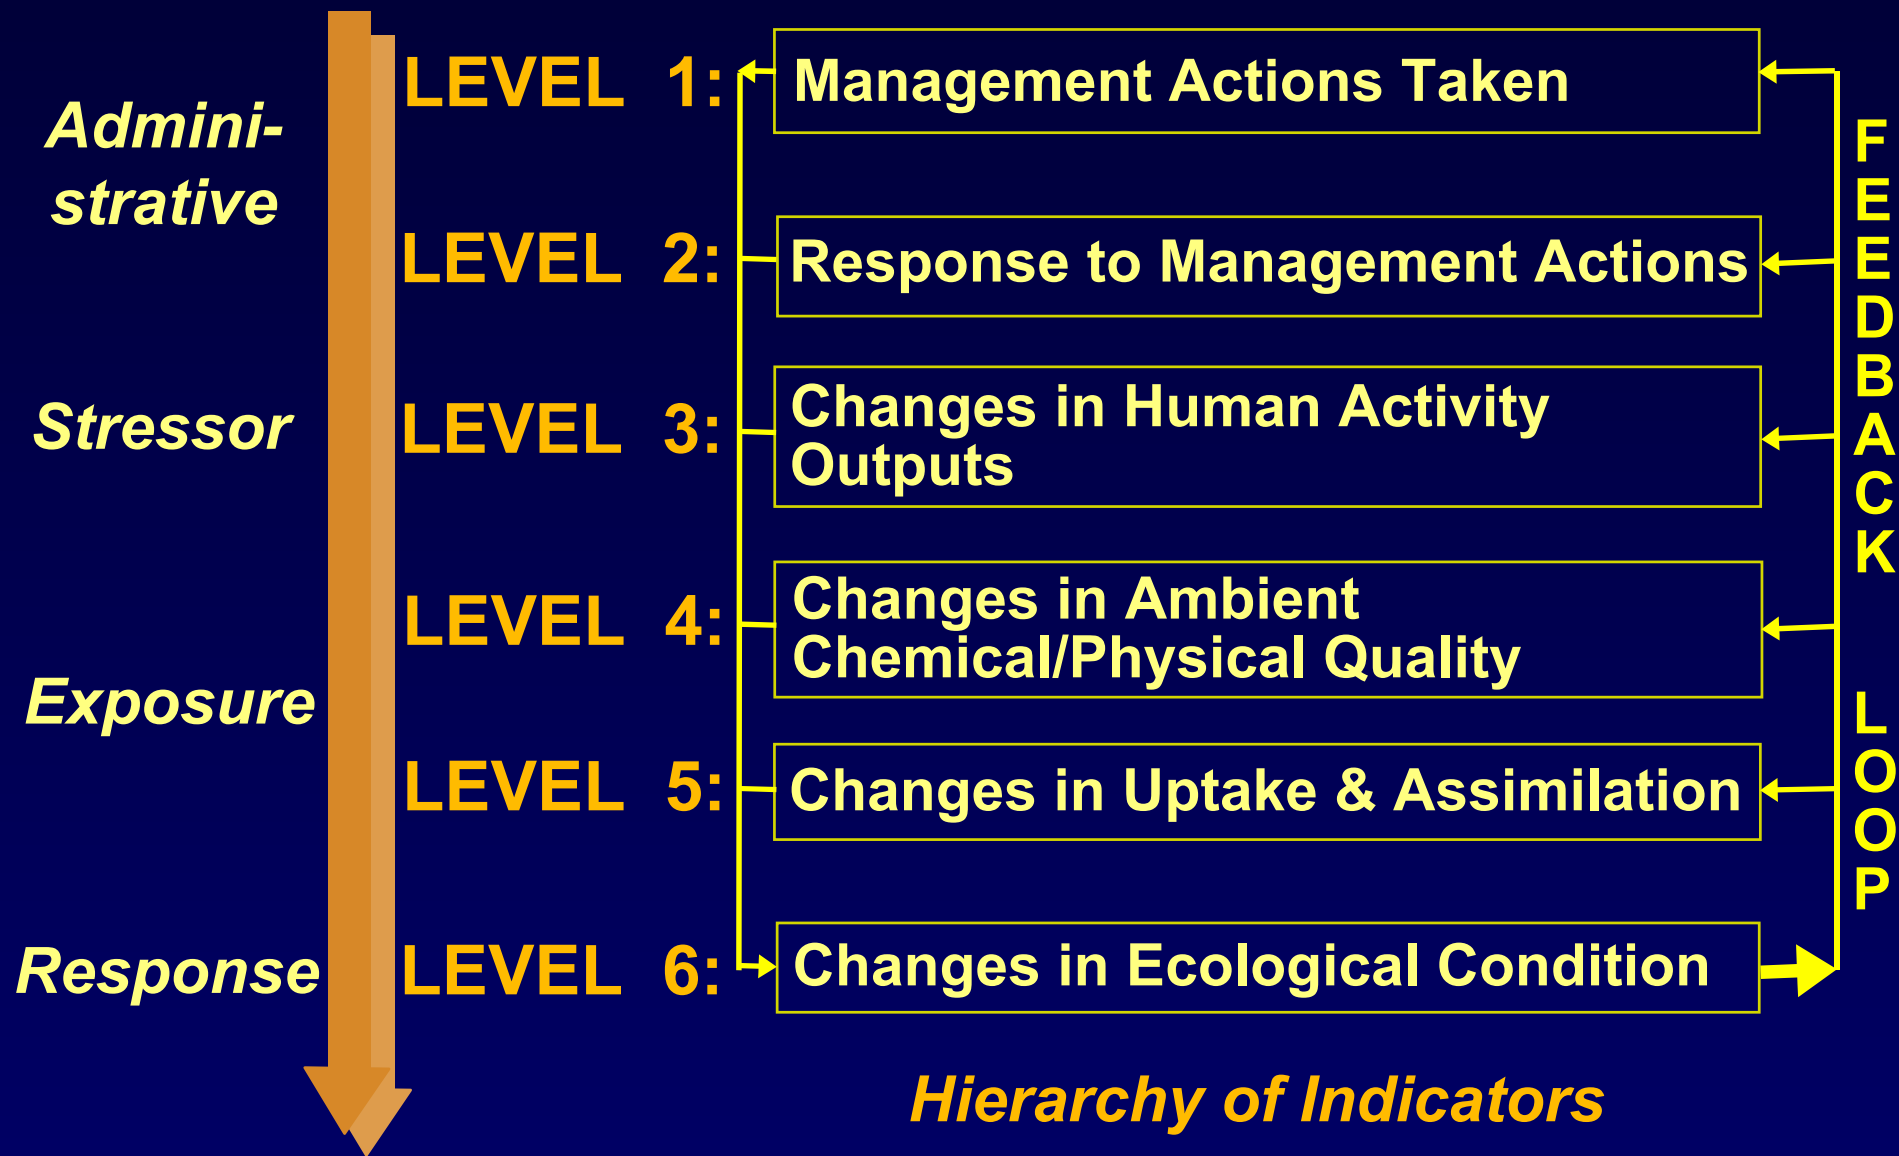 Admini-
strative
LEVEL 1: Management Actions Taken
LEVEL 2: Response to Management Actions
Stressor
LEVEL 3: Changes in Human Activity
Outputs
LEVEL 4: Changes in Ambient
Chemical/Physical Quality
Exposure
LEVEL 5: Changes in Uptake & Assimilation
Response
LEVEL 6: Changes in Ecological Condition
FEEDBACK LOOP
Hierarchy of Indicators